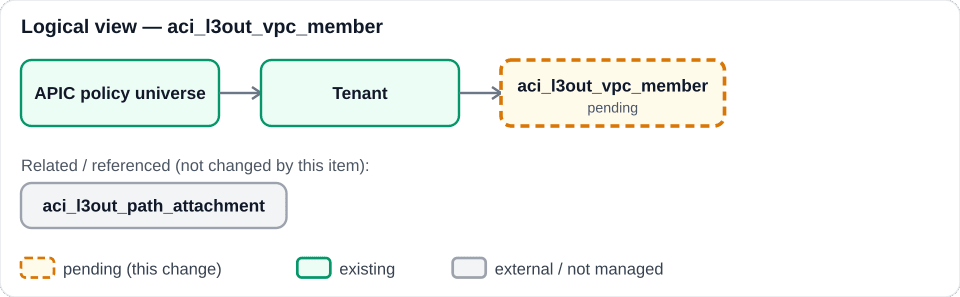 Logical view — aci_l3out_vpc_member
APIC policy universe
Tenant
aci_l3out_vpc_member
pending
Related / referenced (not changed by this item):
aci_l3out_path_attachment
pending (this change)
existing
external / not managed